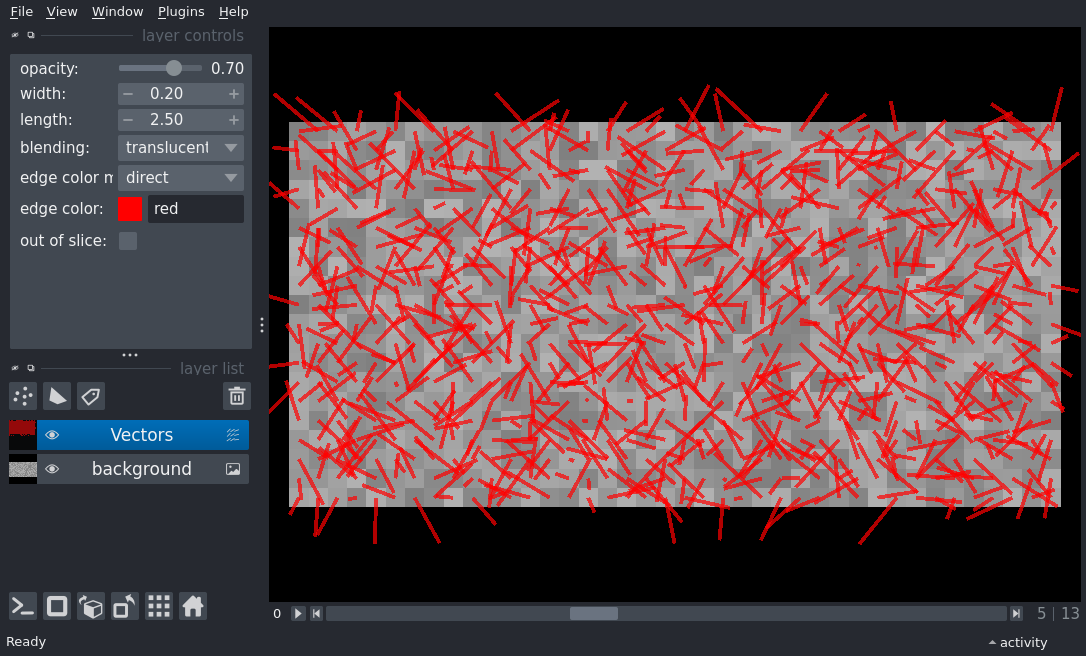 File View Window Plugins Help
layer controls
opacity: 0.70
width: − 0.20 +
length: − 2.50 +
blending: translucent
edge color m direct
edge color: red
out of slice:
layer list
Vectors
background
0 5 | 13
Ready activity